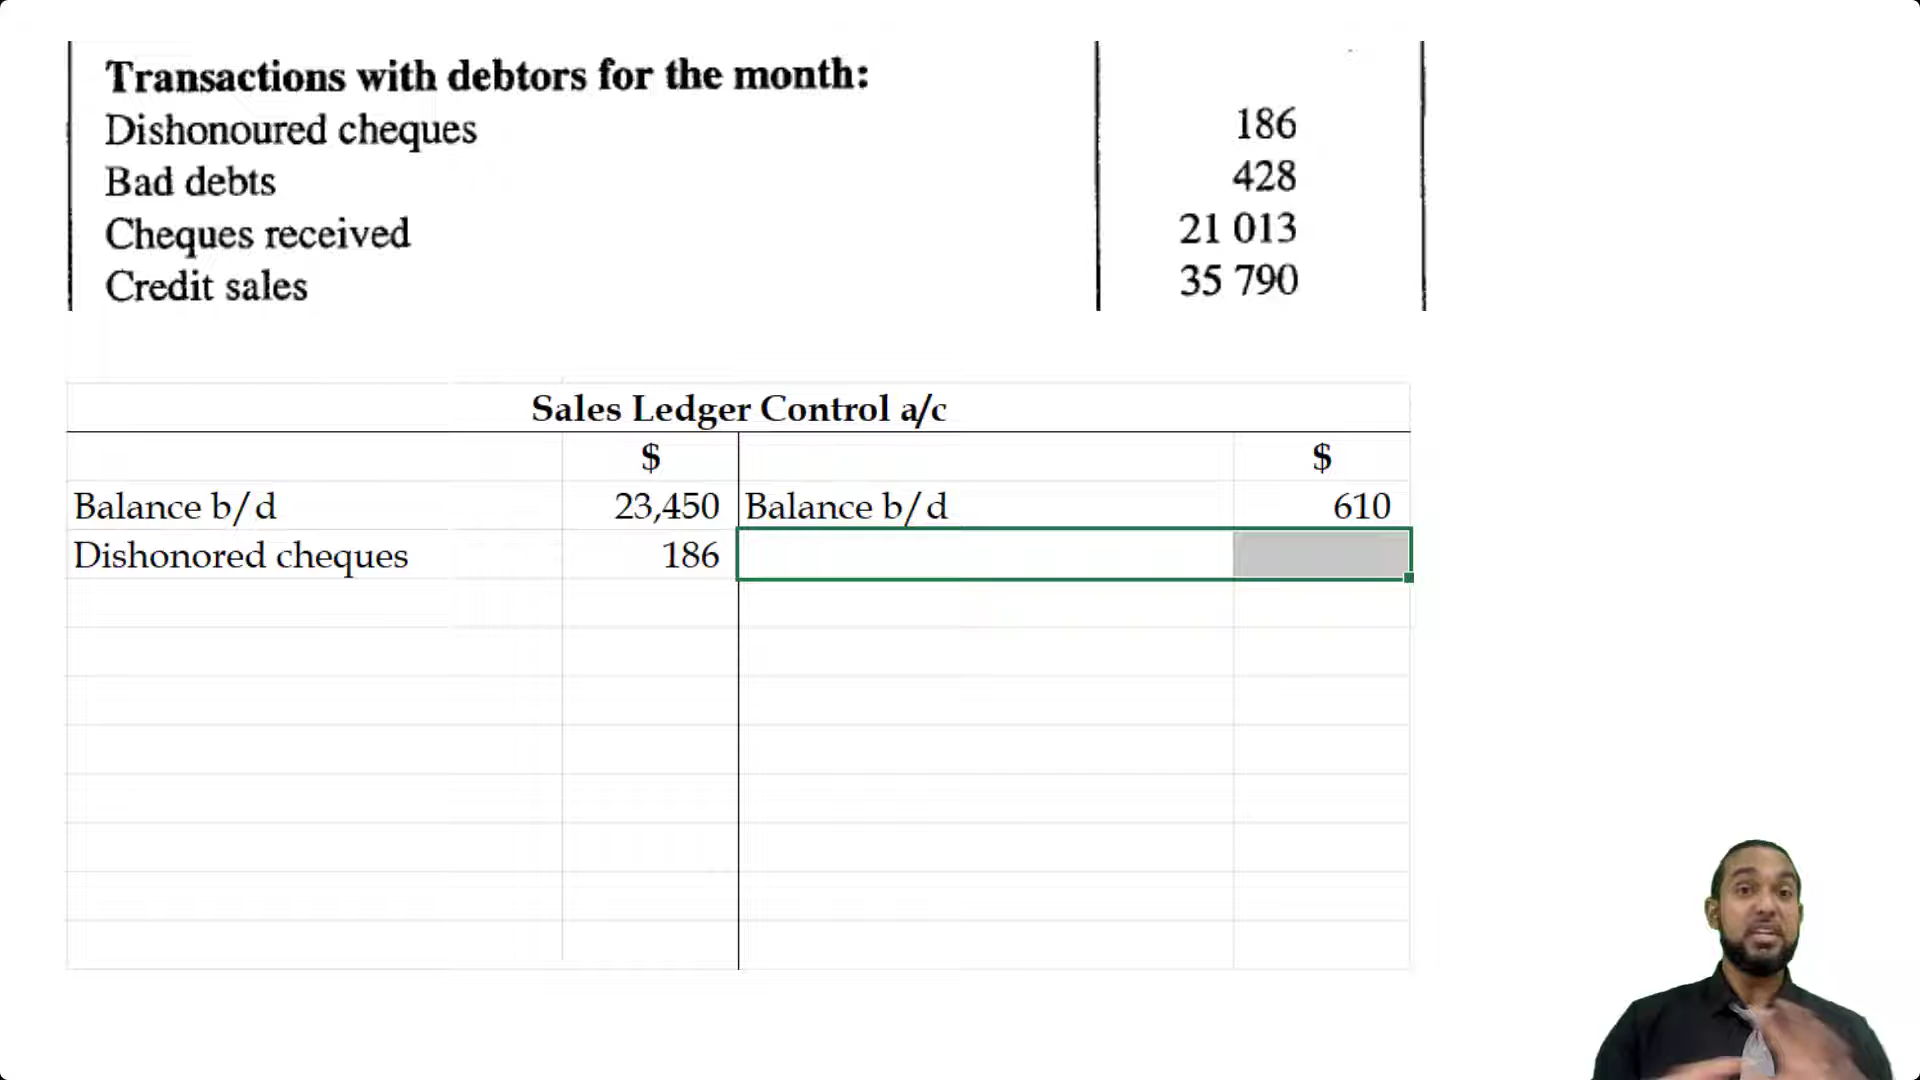 Transactions with debtors for the month:
Dishonoured cheques 186
Bad debts 428
Cheques received 21 013
Credit sales 35 790
Sales Ledger Control a/c
$ $
Balance b/d 23,450 Balance b/d 610
Dishonored cheques 186